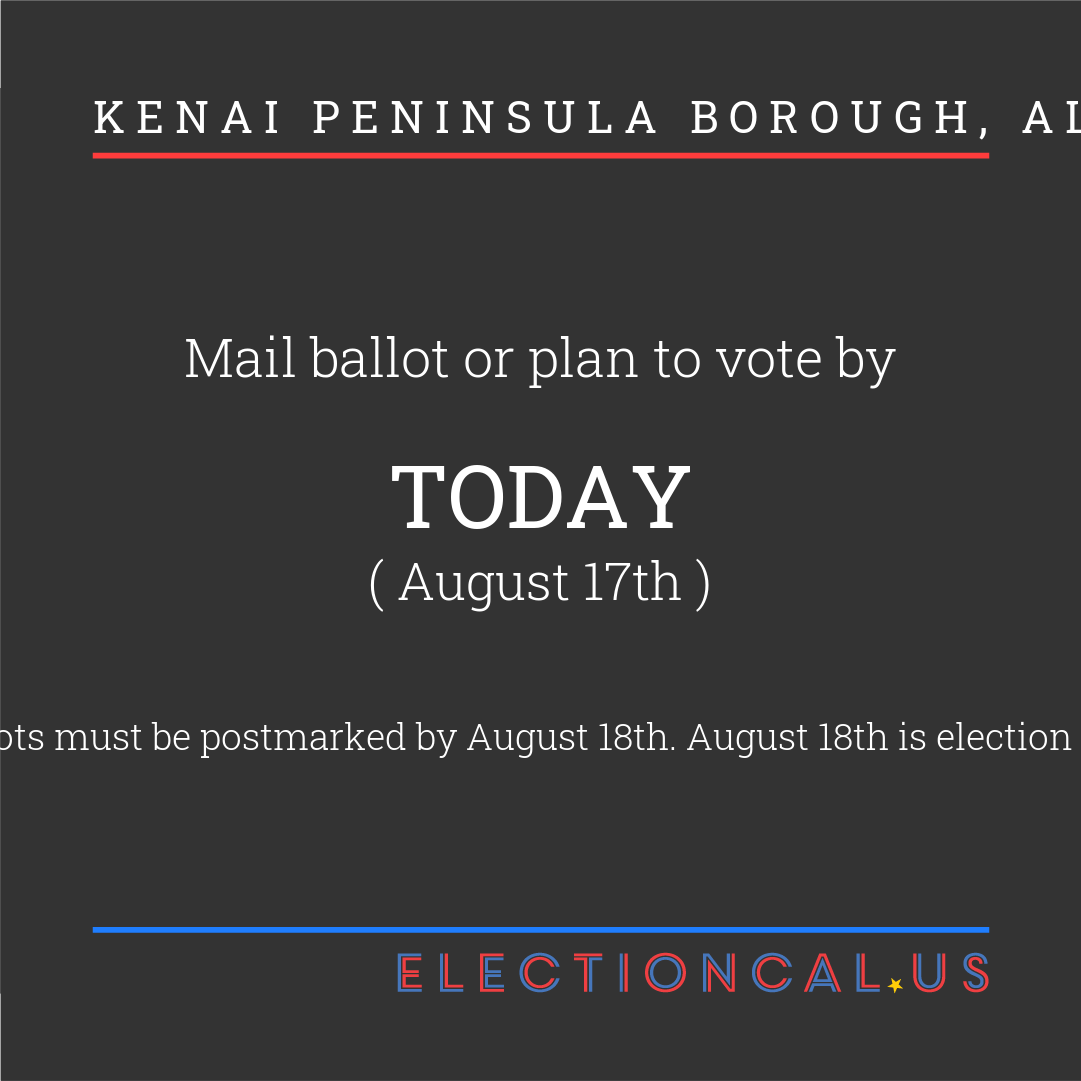 KENAI PENINSULA BOROUGH, AL
Mail ballot or plan to vote by
TODAY
( August 17th )
ots must be postmarked by August 18th. August 18th is election
ELECTIONCAL.US